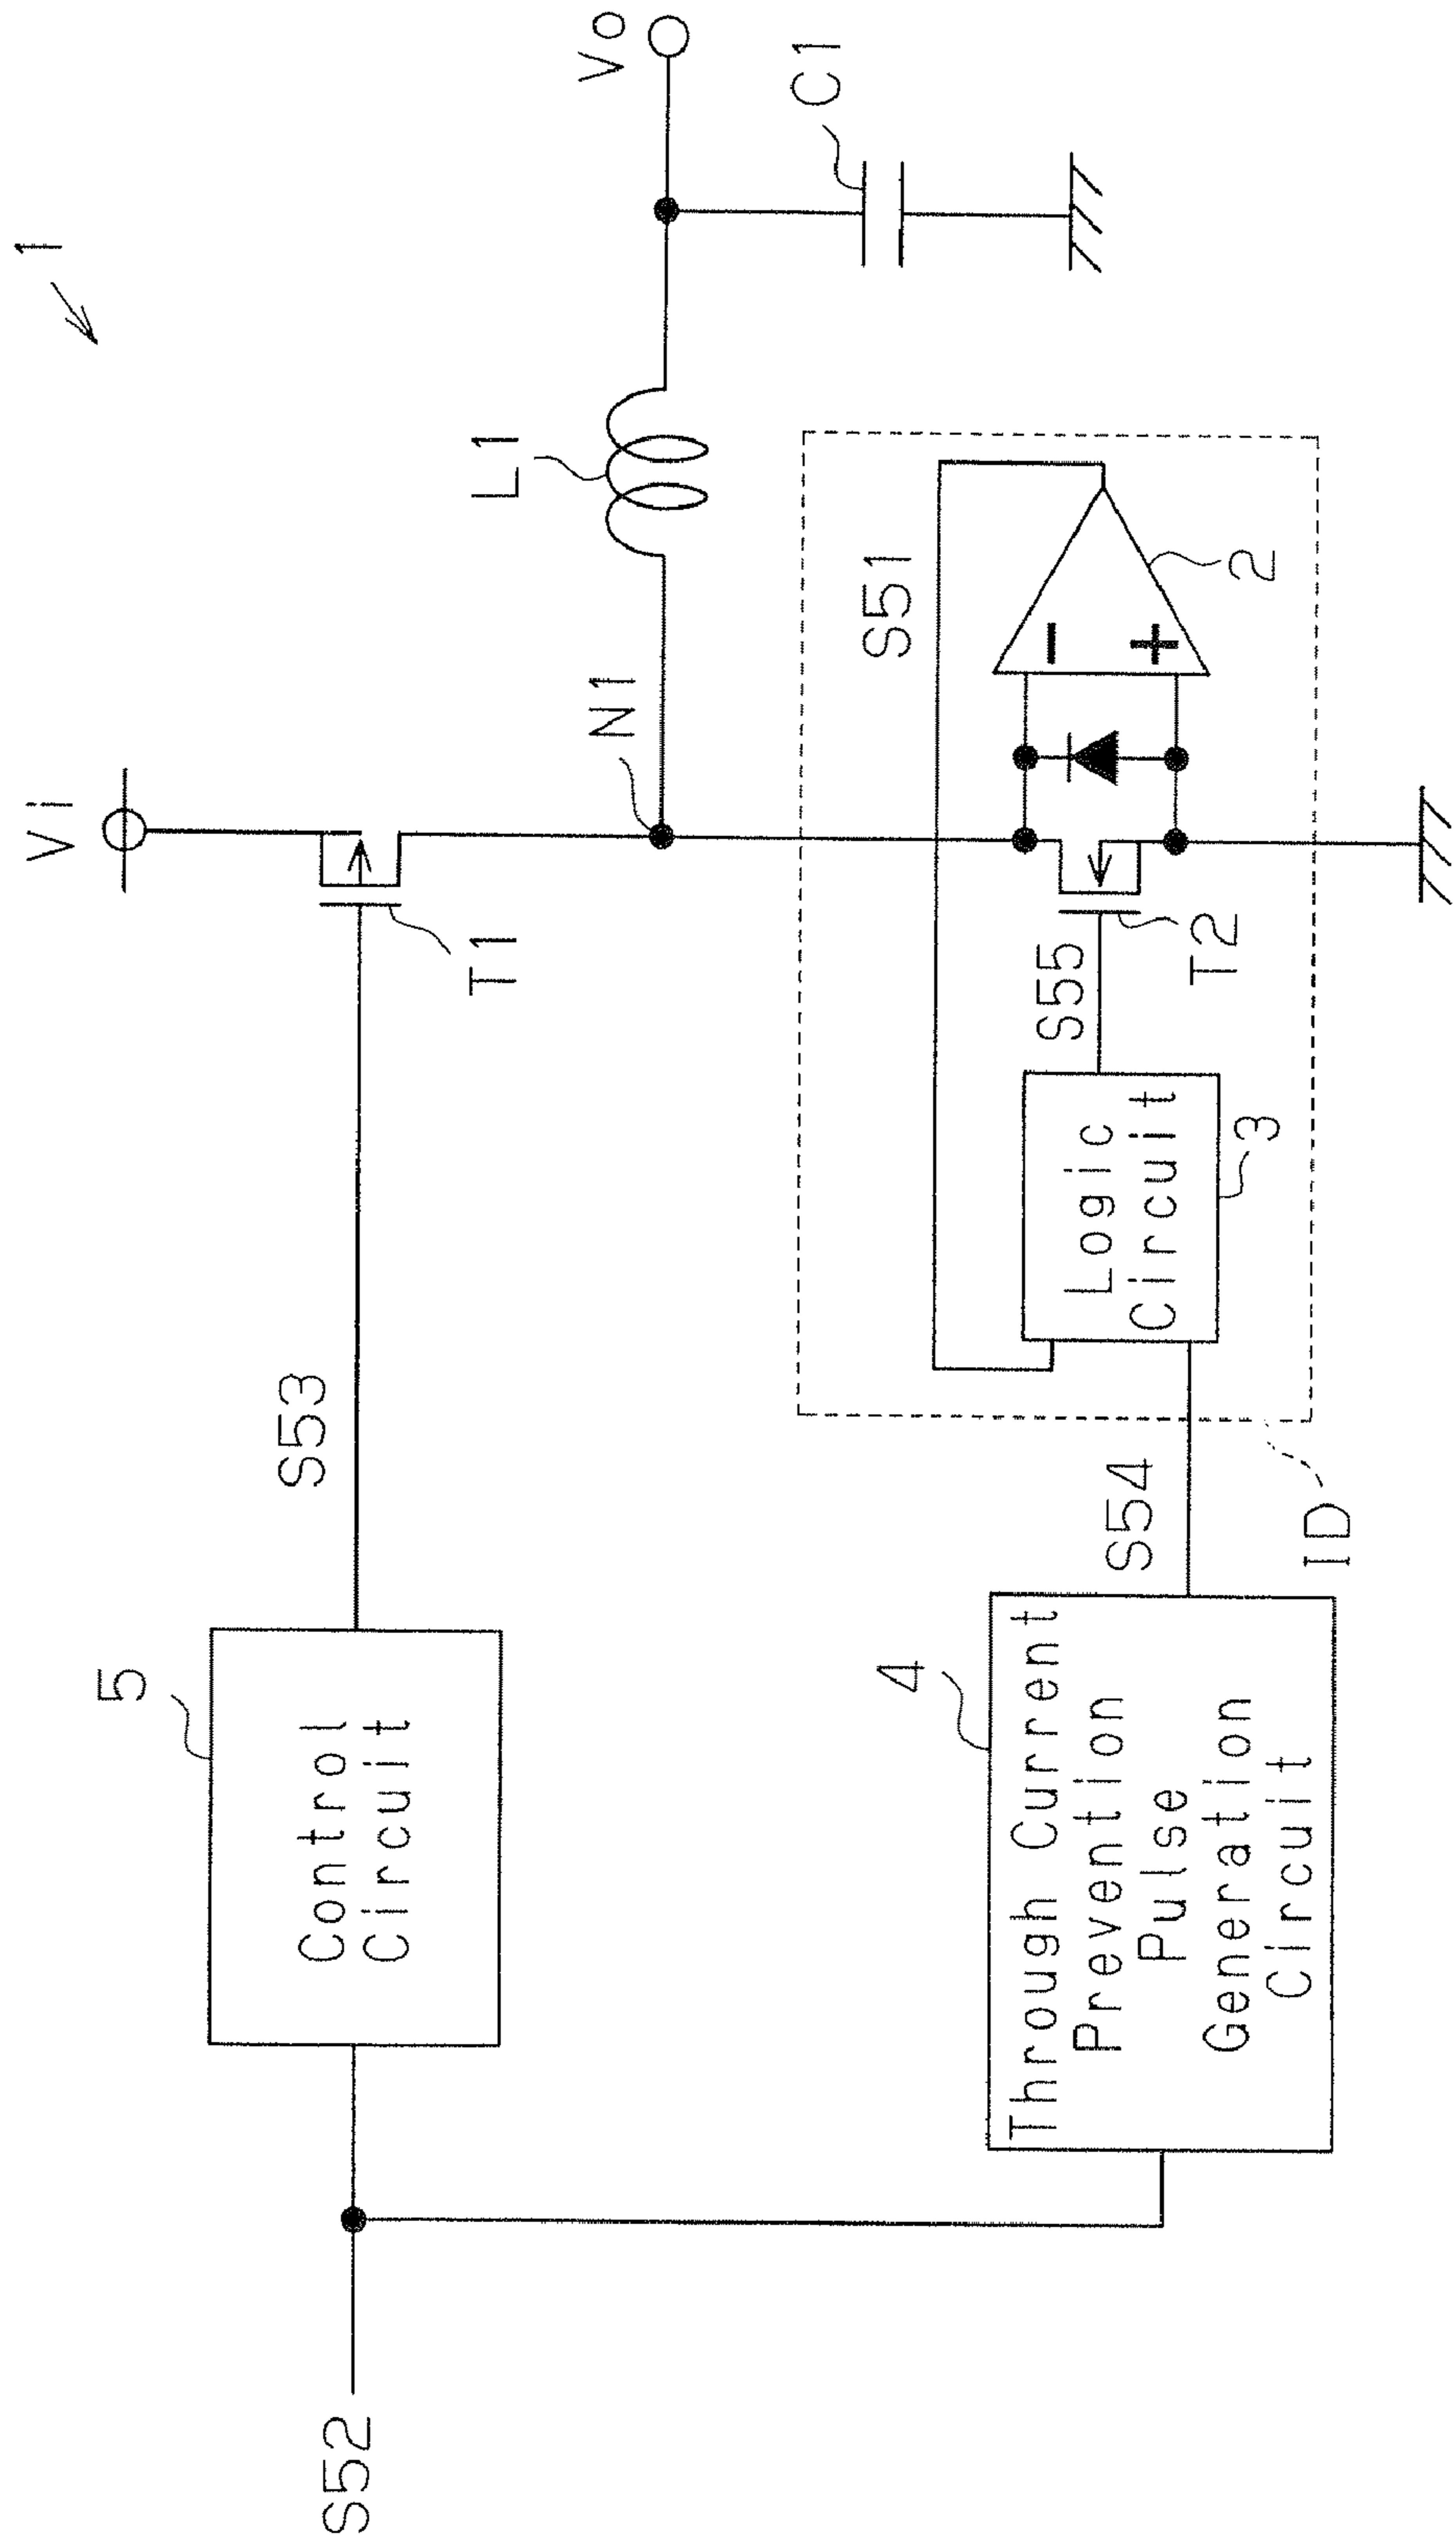 1
Vi
5
Control
Circuit
S53
T1
N1
L1
Vo
C1
S52
4
Through Current
Prevention
Pulse
Generation
Circuit
S54
ID
S51
Logic
Circuit
3
S55
T2
−
+
2